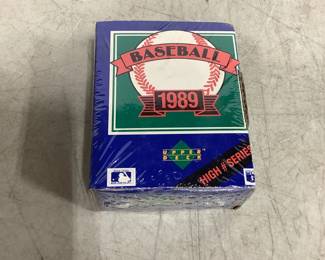 BASEBALL
1989
UPPER
DECK
HIGH # SERIES